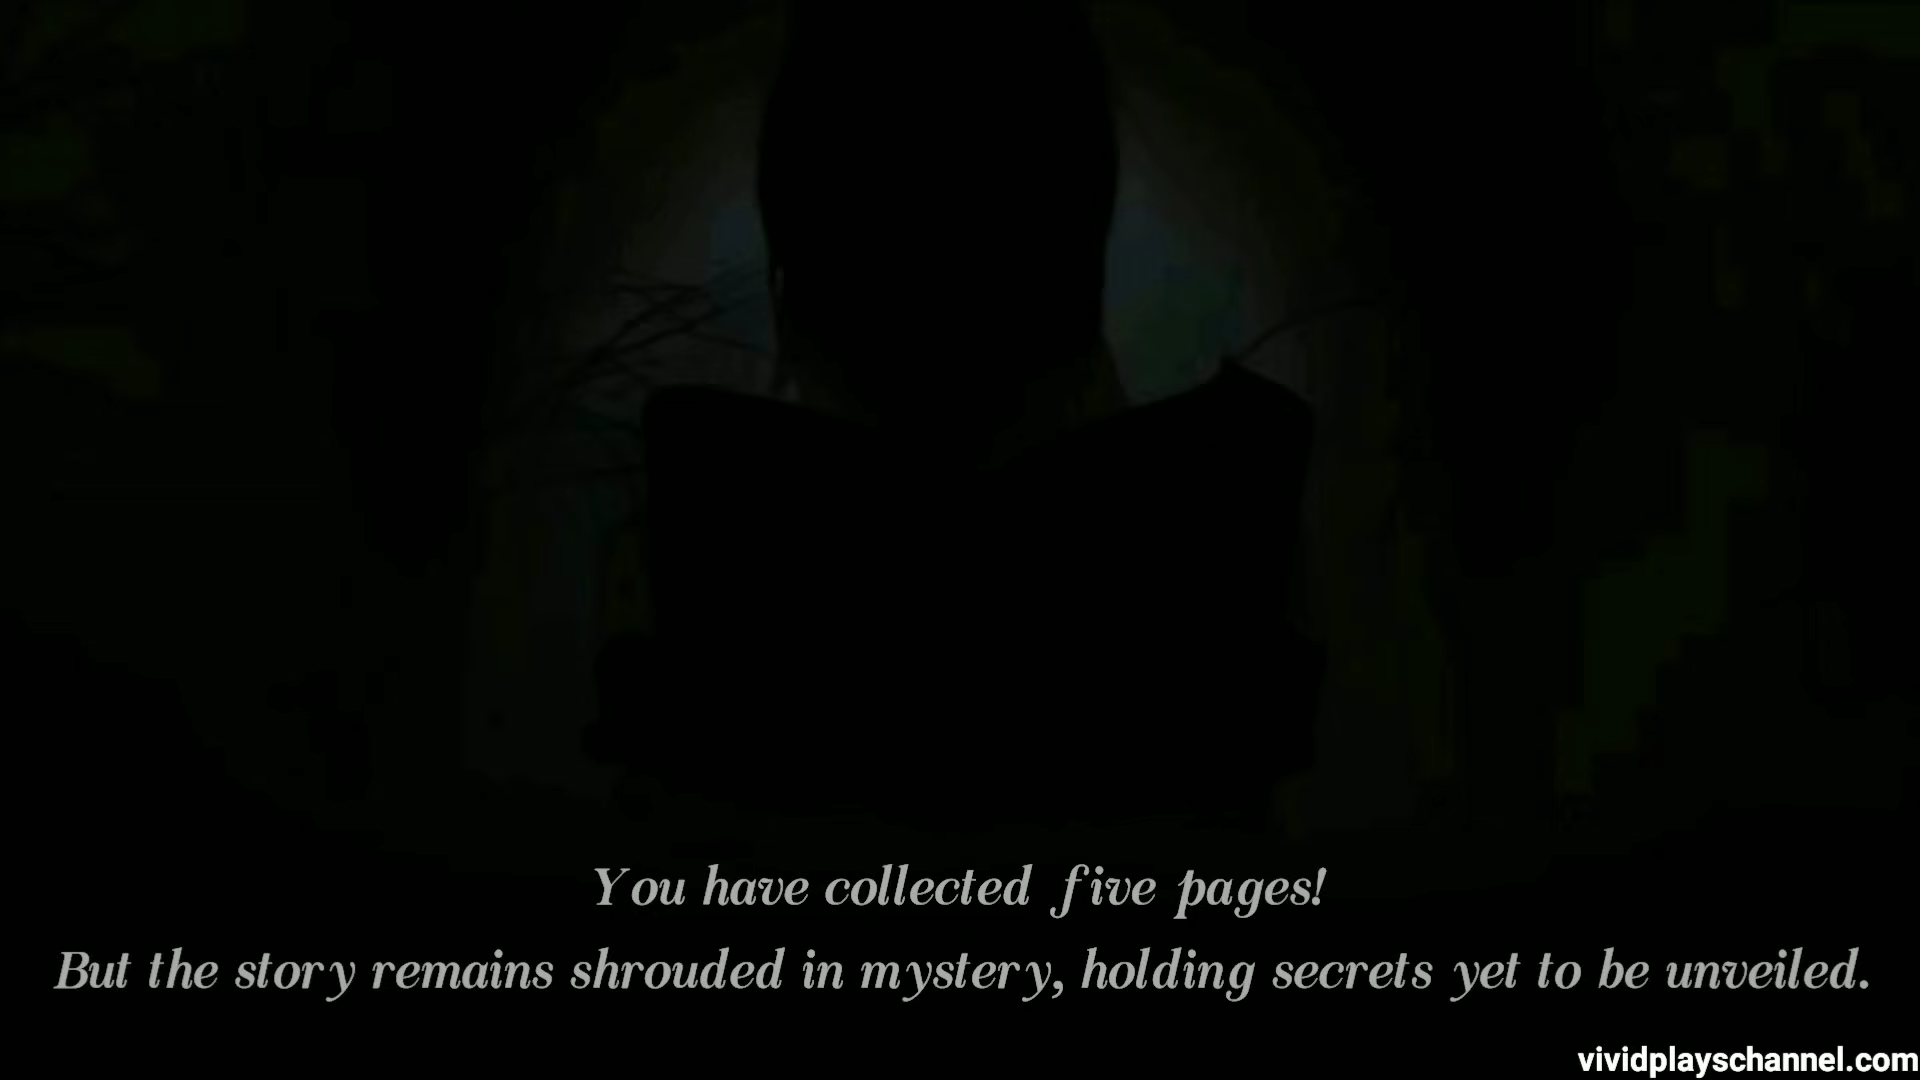 You have collected five pages!
But the story remains shrouded in mystery, holding secrets yet to be unveiled.
vividplayschannel.com